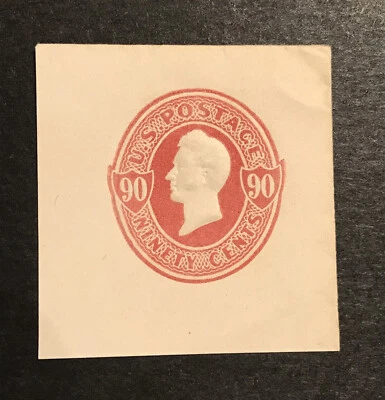 U.S. POSTAGE
90 90
NINETY CENTS